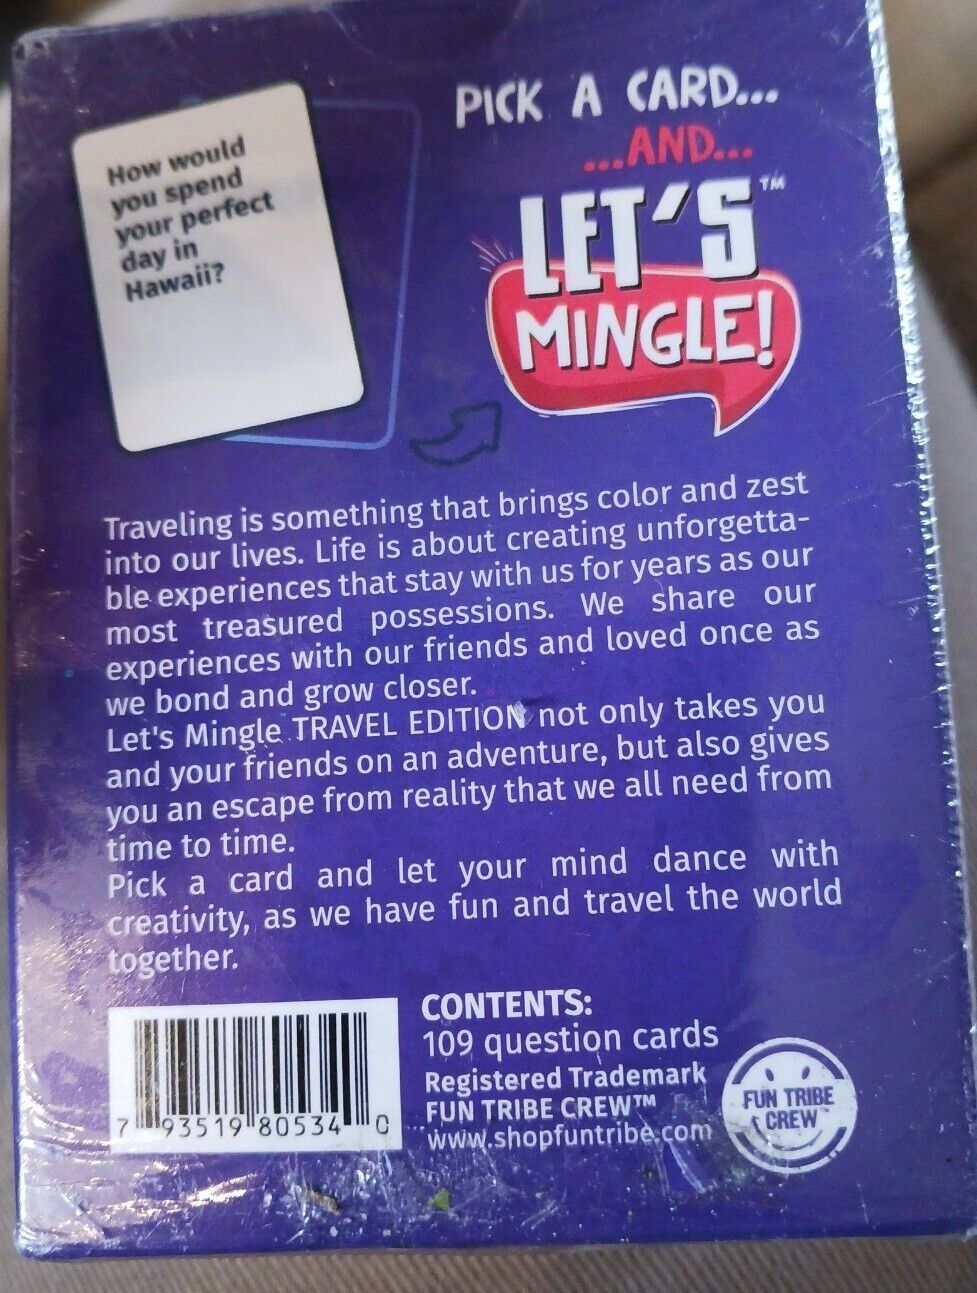 How would
you spend
your perfect
day in
Hawaii?
PICK A CARD...
...AND...
LET'S™
MINGLE!
Traveling is something that brings color and zest
into our lives. Life is about creating unforgetta-
ble experiences that stay with us for years as our
most treasured possessions. We share our
experiences with our friends and loved once as
we bond and grow closer.
Let's Mingle TRAVEL EDITION not only takes you
and your friends on an adventure, but also gives
you an escape from reality that we all need from
time to time.
Pick a card and let your mind dance with
creativity, as we have fun and travel the world
together.
7 93519 80534 0
CONTENTS:
109 question cards
Registered Trademark
FUN TRIBE CREW™
www.shopfuntribe.com
FUN TRIBE
CREW™